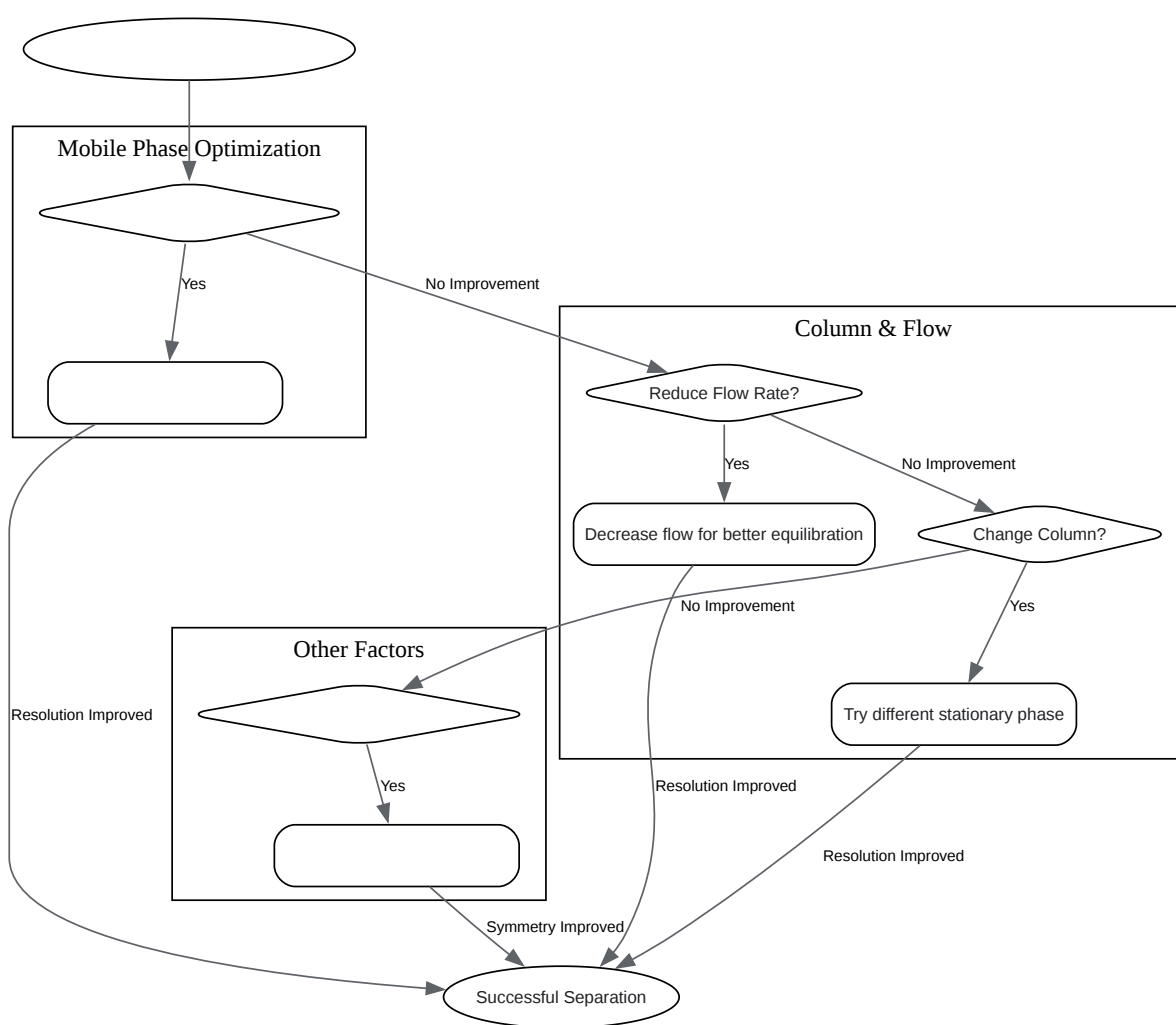 Mobile Phase Optimization
Yes
No Improvement
Column & Flow
Reduce Flow Rate?
Yes
No Improvement
Decrease flow for better equilibration
Change Column?
No Improvement
Yes
Other Factors
Resolution Improved
Try different stationary phase
Yes
Resolution Improved
Resolution Improved
Symmetry Improved
Successful Separation